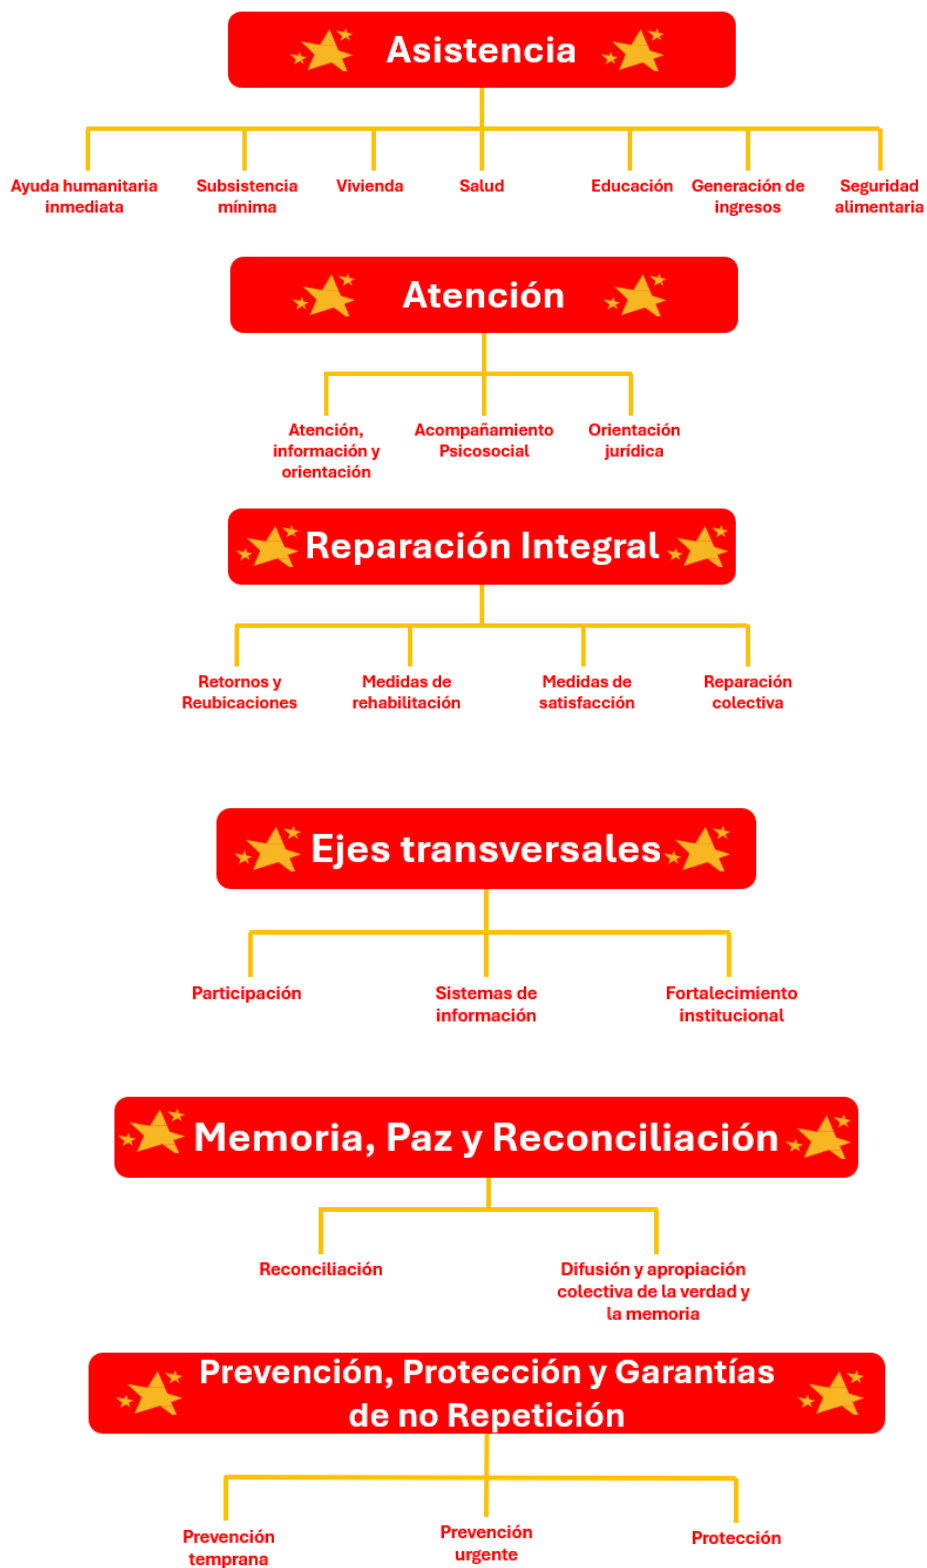 Asistencia
Ayuda humanitaria
inmediata
Subsistencia
mínima
Vivienda
Salud
Educación
Generación de
ingresos
Seguridad
alimentaria
Atención
Atención,
información y
orientación
Acompañamiento
Psicosocial
Orientación
jurídica
Reparación Integral
Retornos y
Reubicaciones
Medidas de
rehabilitación
Medidas de
satisfacción
Reparación
colectiva
Ejes transversales
Participación
Sistemas de
información
Fortalecimiento
institucional
Memoria, Paz y Reconciliación
Reconciliación
Difusión y apropiación
colectiva de la verdad y
la memoria
Prevención, Protección y Garantías
de no Repetición
Prevención
temprana
Prevención
urgente
Protección